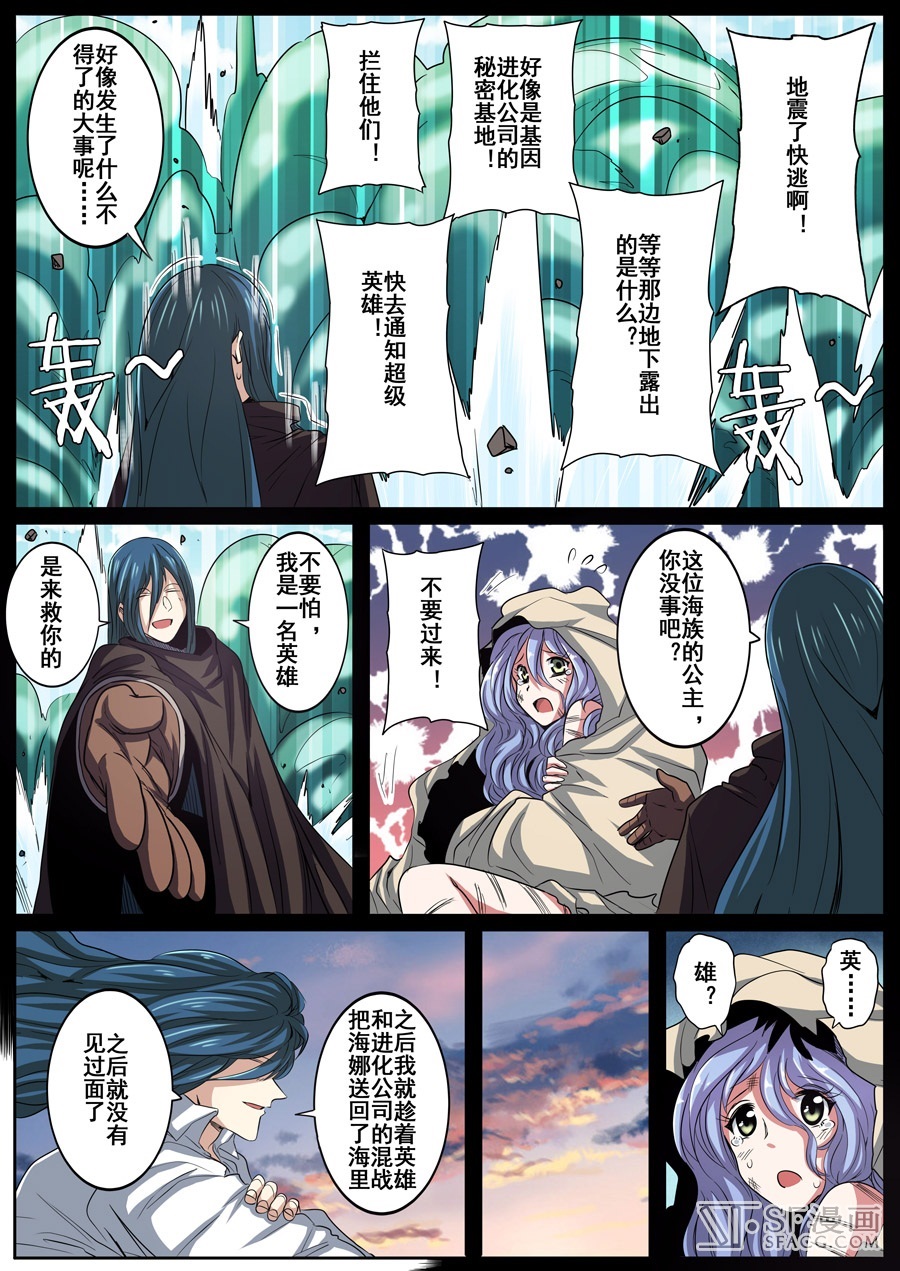 地震了快逃啊！
等等那边地下露出
的是什么？
好像是基因
进化公司的
秘密基地！
拦住他们！
快去通知超级
英雄！
好像发生了什么不
得了的大事呢……
轰～
轰～
这位海族的公主，
你没事吧？
不要过来！
不要怕，
我是一名英雄
是来救你的
英……
雄？
之后我就趁着英雄
和进化公司的混战
把海娜送回了海里
之后就没有
见过面了
SF漫画
SFACG.COM